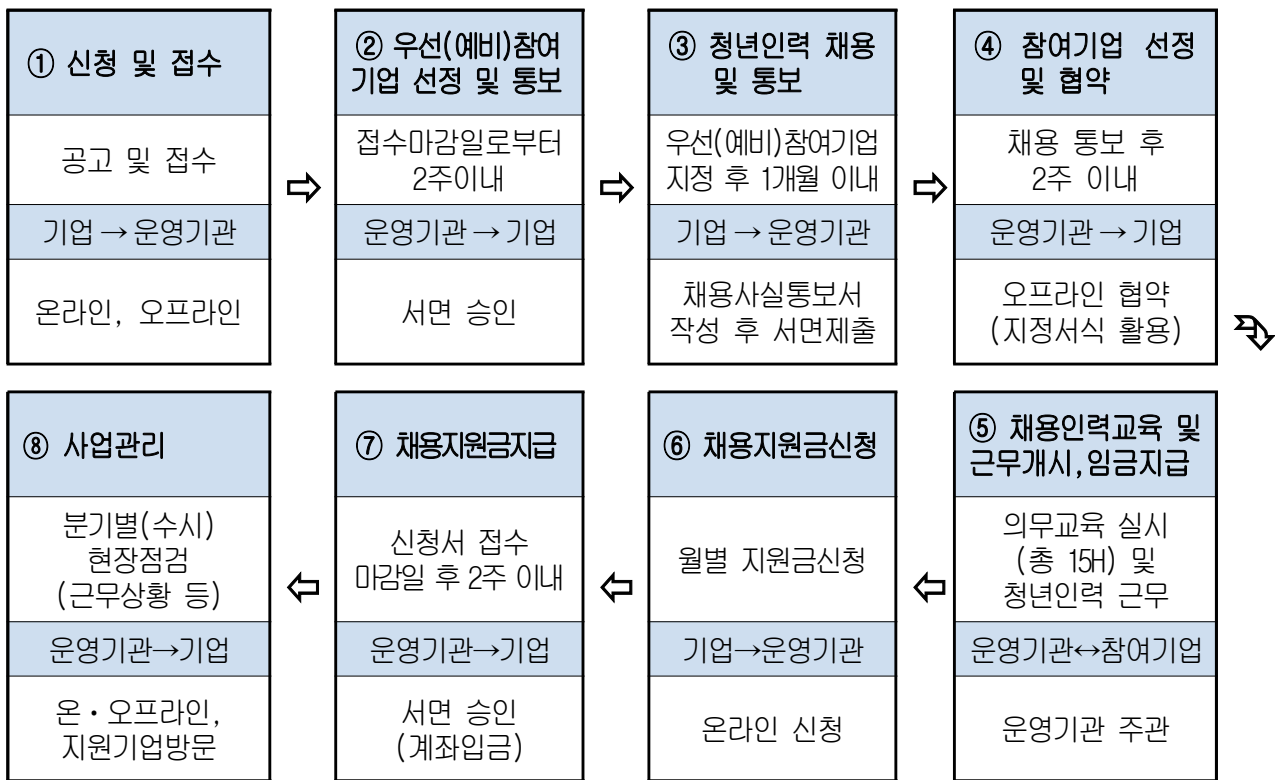 ① 신청 및 접수
공고 및 접수
기업 → 운영기관
온라인, 오프라인
⇨
② 우선(예비)참여
기업 선정 및 통보
접수마감일로부터
2주이내
운영기관 → 기업
서면 승인
⇨
③ 청년인력 채용
및 통보
우선(예비)참여기업
지정 후 1개월 이내
기업 → 운영기관
채용사실통보서
작성 후 서면제출
⇨
④ 참여기업 선정
및 협약
채용 통보 후
2주 이내
운영기관 → 기업
오프라인 협약
(지정서식 활용)
⑤ 채용인력교육 및
근무개시,임금지급
의무교육 실시
(총 15H) 및
청년인력 근무
운영기관↔참여기업
운영기관 주관
⇦
⑥ 채용지원금신청
월별 지원금신청
기업→운영기관
온라인 신청
⇦
⑦ 채용지원금지급
신청서 접수
마감일 후 2주 이내
운영기관→기업
서면 승인
(계좌입금)
⇦
⑧ 사업관리
분기별(수시)
현장점검
(근무상황 등)
운영기관→기업
온・오프라인,
지원기업방문